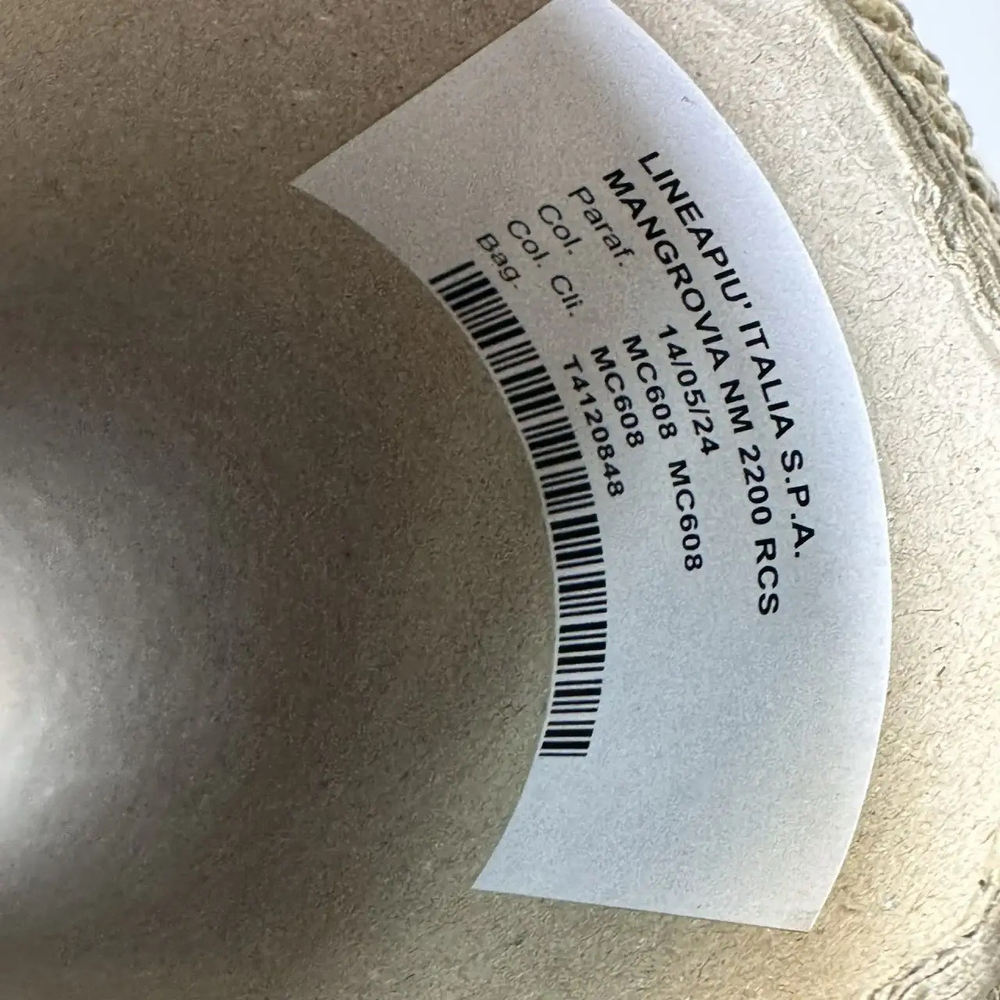 LINEAPIU' ITALIA S.P.A.
MANGROVIA NM 2200 RCS
Paraf. 14/05/24
Col. MC608 MC608
Col. Cli. MC608
Bag. T4120848